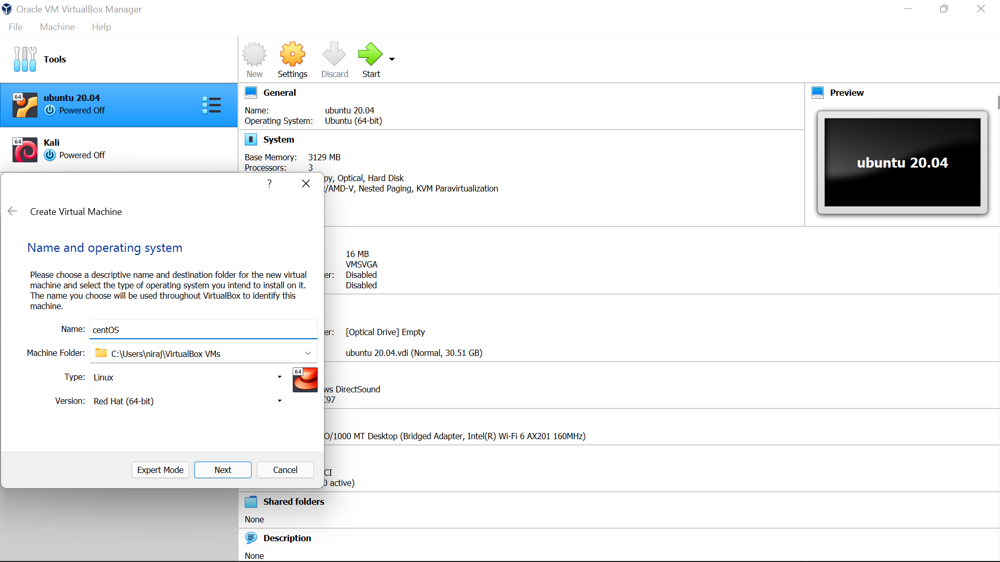 Oracle VM VirtualBox Manager
File Machine Help
Tools
New Settings Discard Start
64
ubuntu 20.04
Powered Off
64
Kali
Powered Off
General
Name: ubuntu 20.04
Operating System: Ubuntu (64-bit)
System
Base Memory: 3129 MB
Processors: 3
py, Optical, Hard Disk
/AMD-V, Nested Paging, KVM Paravirtualization
Preview
ubuntu 20.04
16 MB
VMSVGA
er: Disabled
Disabled
er: [Optical Drive] Empty
ubuntu 20.04.vdi (Normal, 30.51 GB)
ws DirectSound
C97
O/1000 MT Desktop (Bridged Adapter, Intel(R) Wi-Fi 6 AX201 160MHz)
CI
0 active)
Shared folders
None
Description
None
?
Create Virtual Machine
Name and operating system
Please choose a descriptive name and destination folder for the new virtual
machine and select the type of operating system you intend to install on it.
The name you choose will be used throughout VirtualBox to identify this
machine.
Name: centOS
Machine Folder: C:\Users\niraj\VirtualBox VMs
Type: Linux
64
Version: Red Hat (64-bit)
Expert Mode Next Cancel